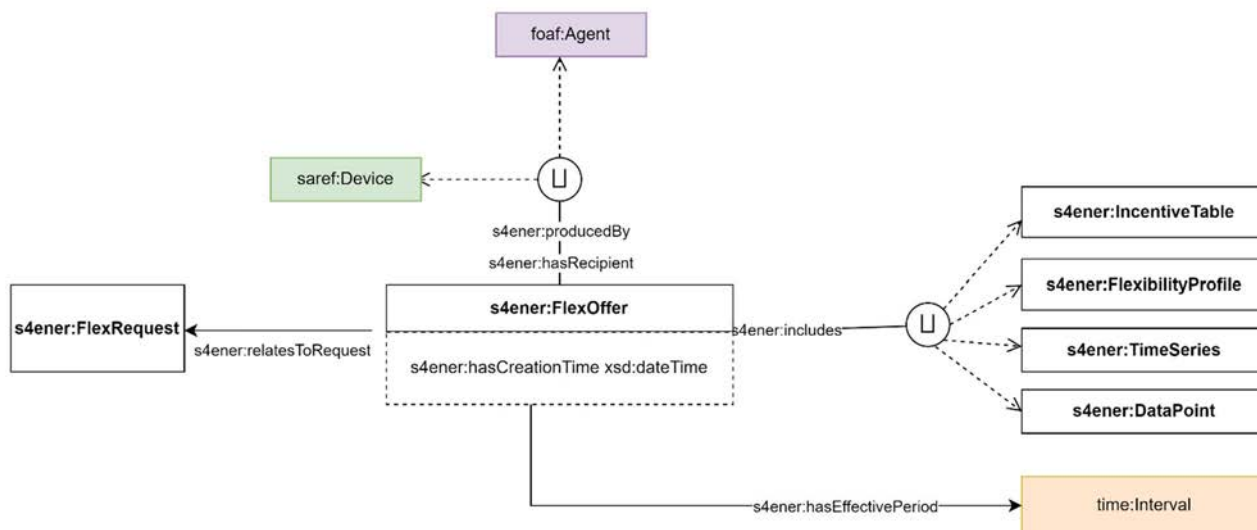 foaf:Agent
saref:Device
⊔
s4ener:producedBy
s4ener:hasRecipient
s4ener:IncentiveTable
s4ener:FlexibilityProfile
s4ener:FlexRequest
s4ener:relatesToRequest
s4ener:FlexOffer
s4ener:includes
⊔
s4ener:TimeSeries
s4ener:hasCreationTime xsd:dateTime
s4ener:DataPoint
s4ener:hasEffectivePeriod
time:Interval